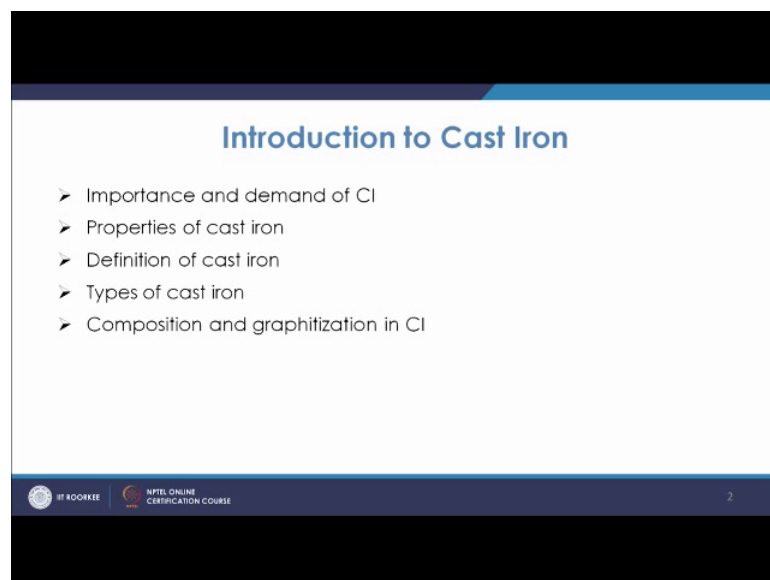 Introduction to Cast Iron
➤ Importance and demand of CI
➤ Properties of cast iron
➤ Definition of cast iron
➤ Types of cast iron
➤ Composition and graphitization in CI
IIT ROORKEE
NPTEL ONLINE
CERTIFICATION COURSE
2